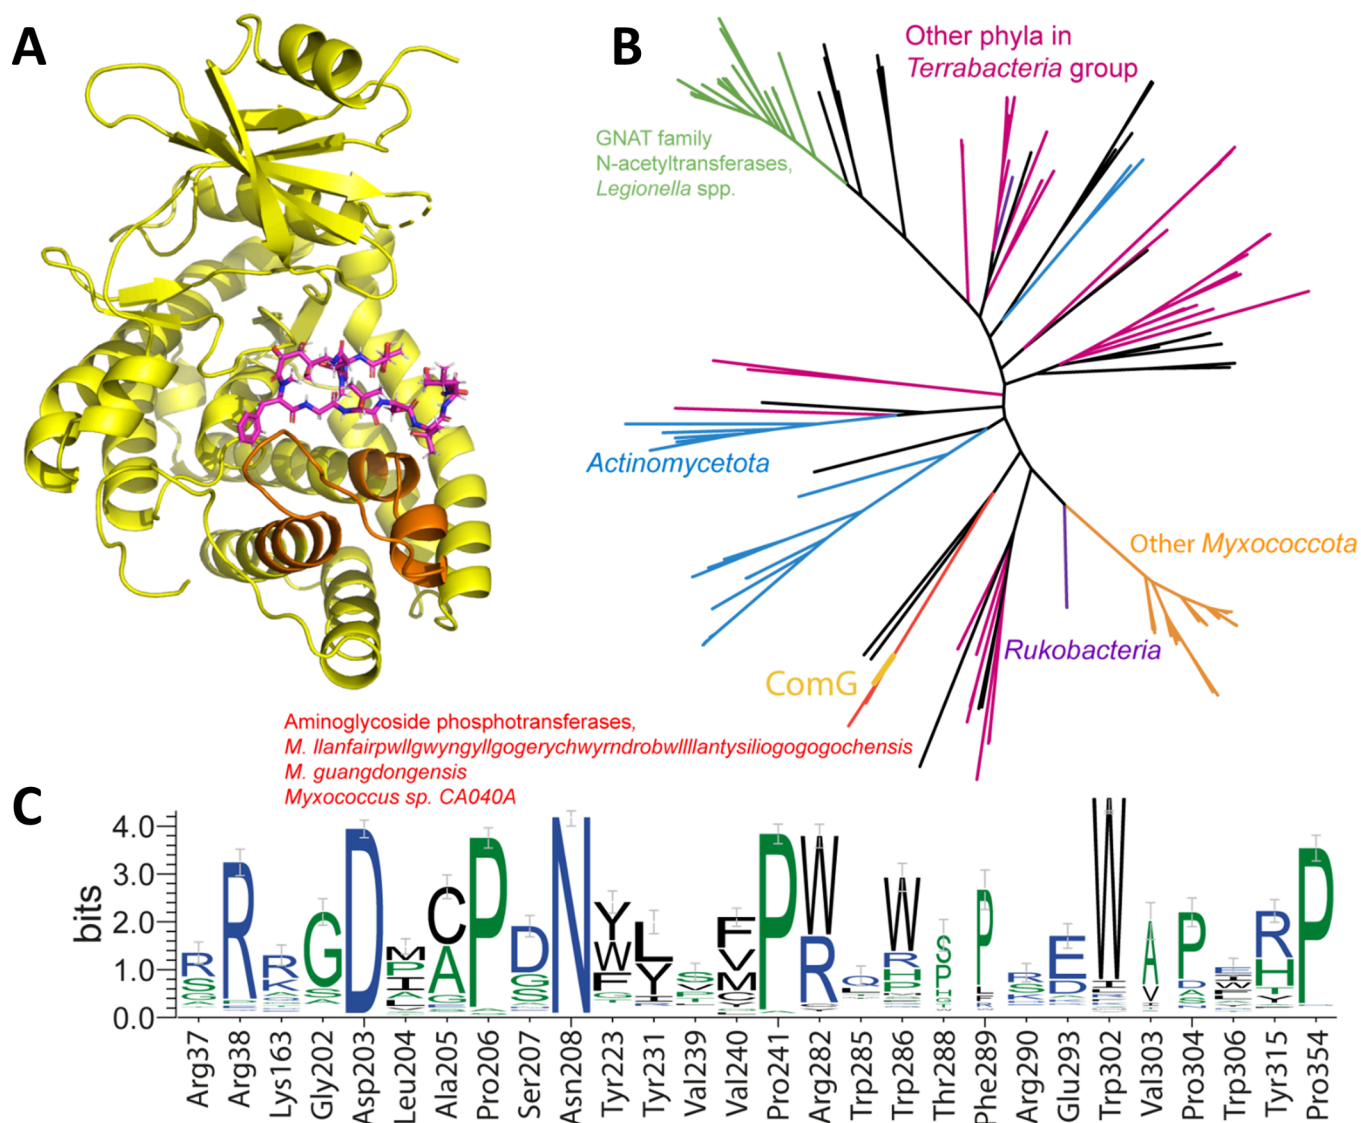 A
B
Other phyla in
Terrabacteria group
GNAT family
N-acetyltransferases,
Legionella spp.
Actinomycetota
Other Myxococcota
Rukobacteria
ComG
Aminoglycoside phosphotransferases,
M. llanfairpwllgwyngyllgogerychwyrndrobwllllantysiliogogogochensis
M. guangdongensis
Myxococcus sp. CA040A
C
bits
4.0
3.0
2.0
1.0
0.0
Arg37
Arg38
Lys163
Gly202
Asp203
Leu204
Ala205
Pro206
Ser207
Asn208
Tyr223
Tyr231
Val239
Val240
Pro241
Arg282
Trp285
Trp286
Thr288
Phe289
Arg290
Glu293
Trp302
Val303
Pro304
Trp306
Tyr315
Pro354